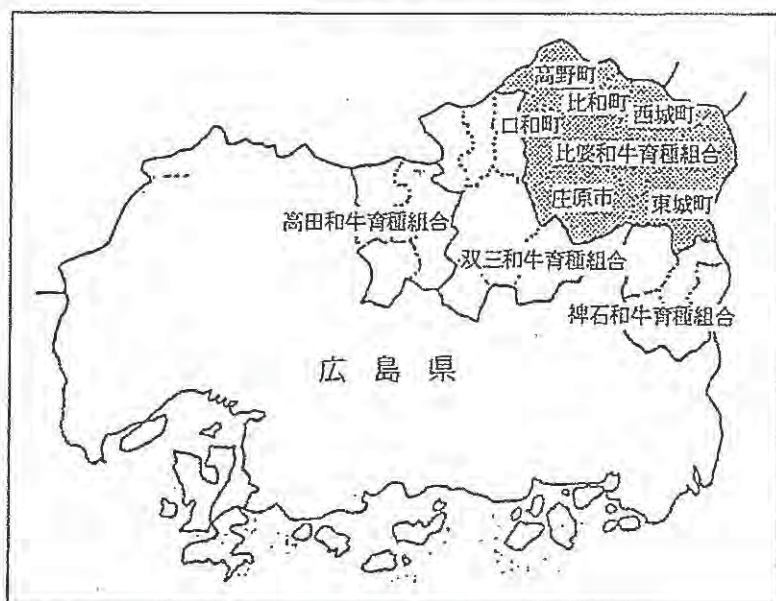 高野町
比和町
西城町
口和町
比婆和牛育種組合
庄原市
東城町
高田和牛育種組合
双三和牛育種組合
神石和牛育種組合
広島県